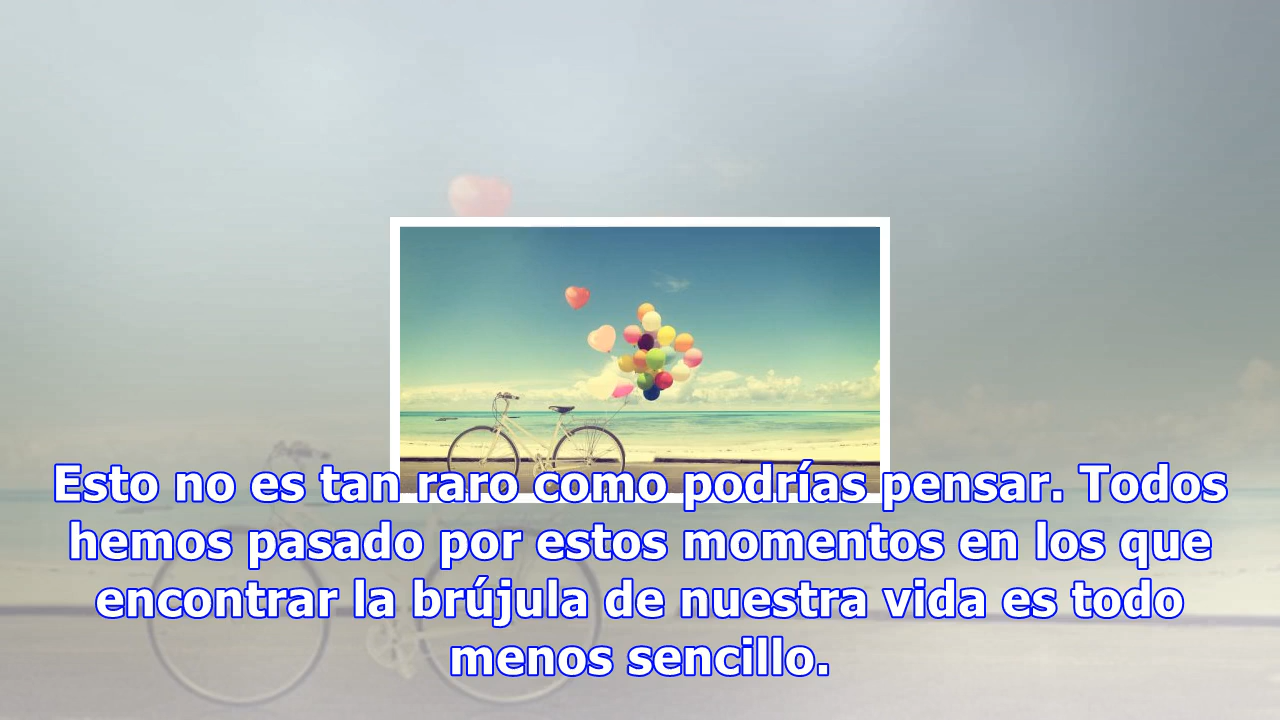 Esto no es tan raro como podrías pensar. Todos
hemos pasado por estos momentos en los que
encontrar la brújula de nuestra vida es todo
menos sencillo.